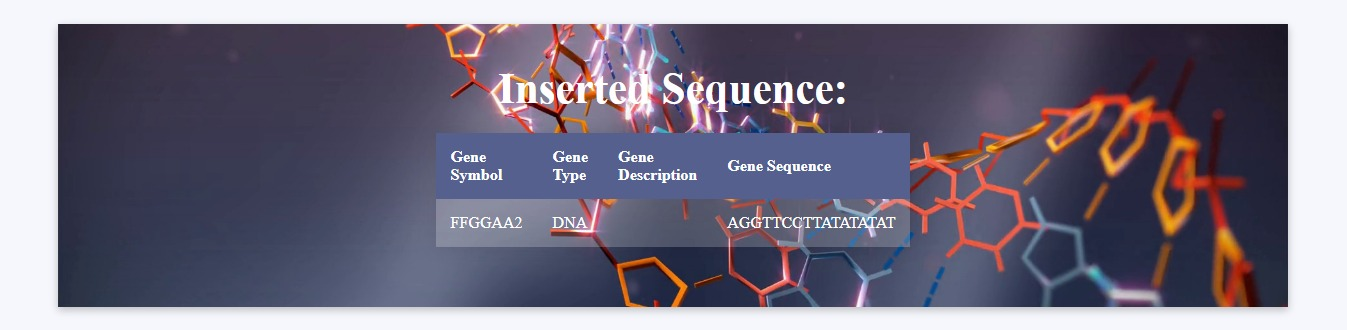 Inserted Sequence:
Gene Symbol Gene Type Gene Description Gene Sequence
FFGGAA2 DNA AGGTTCCTTATATATAT